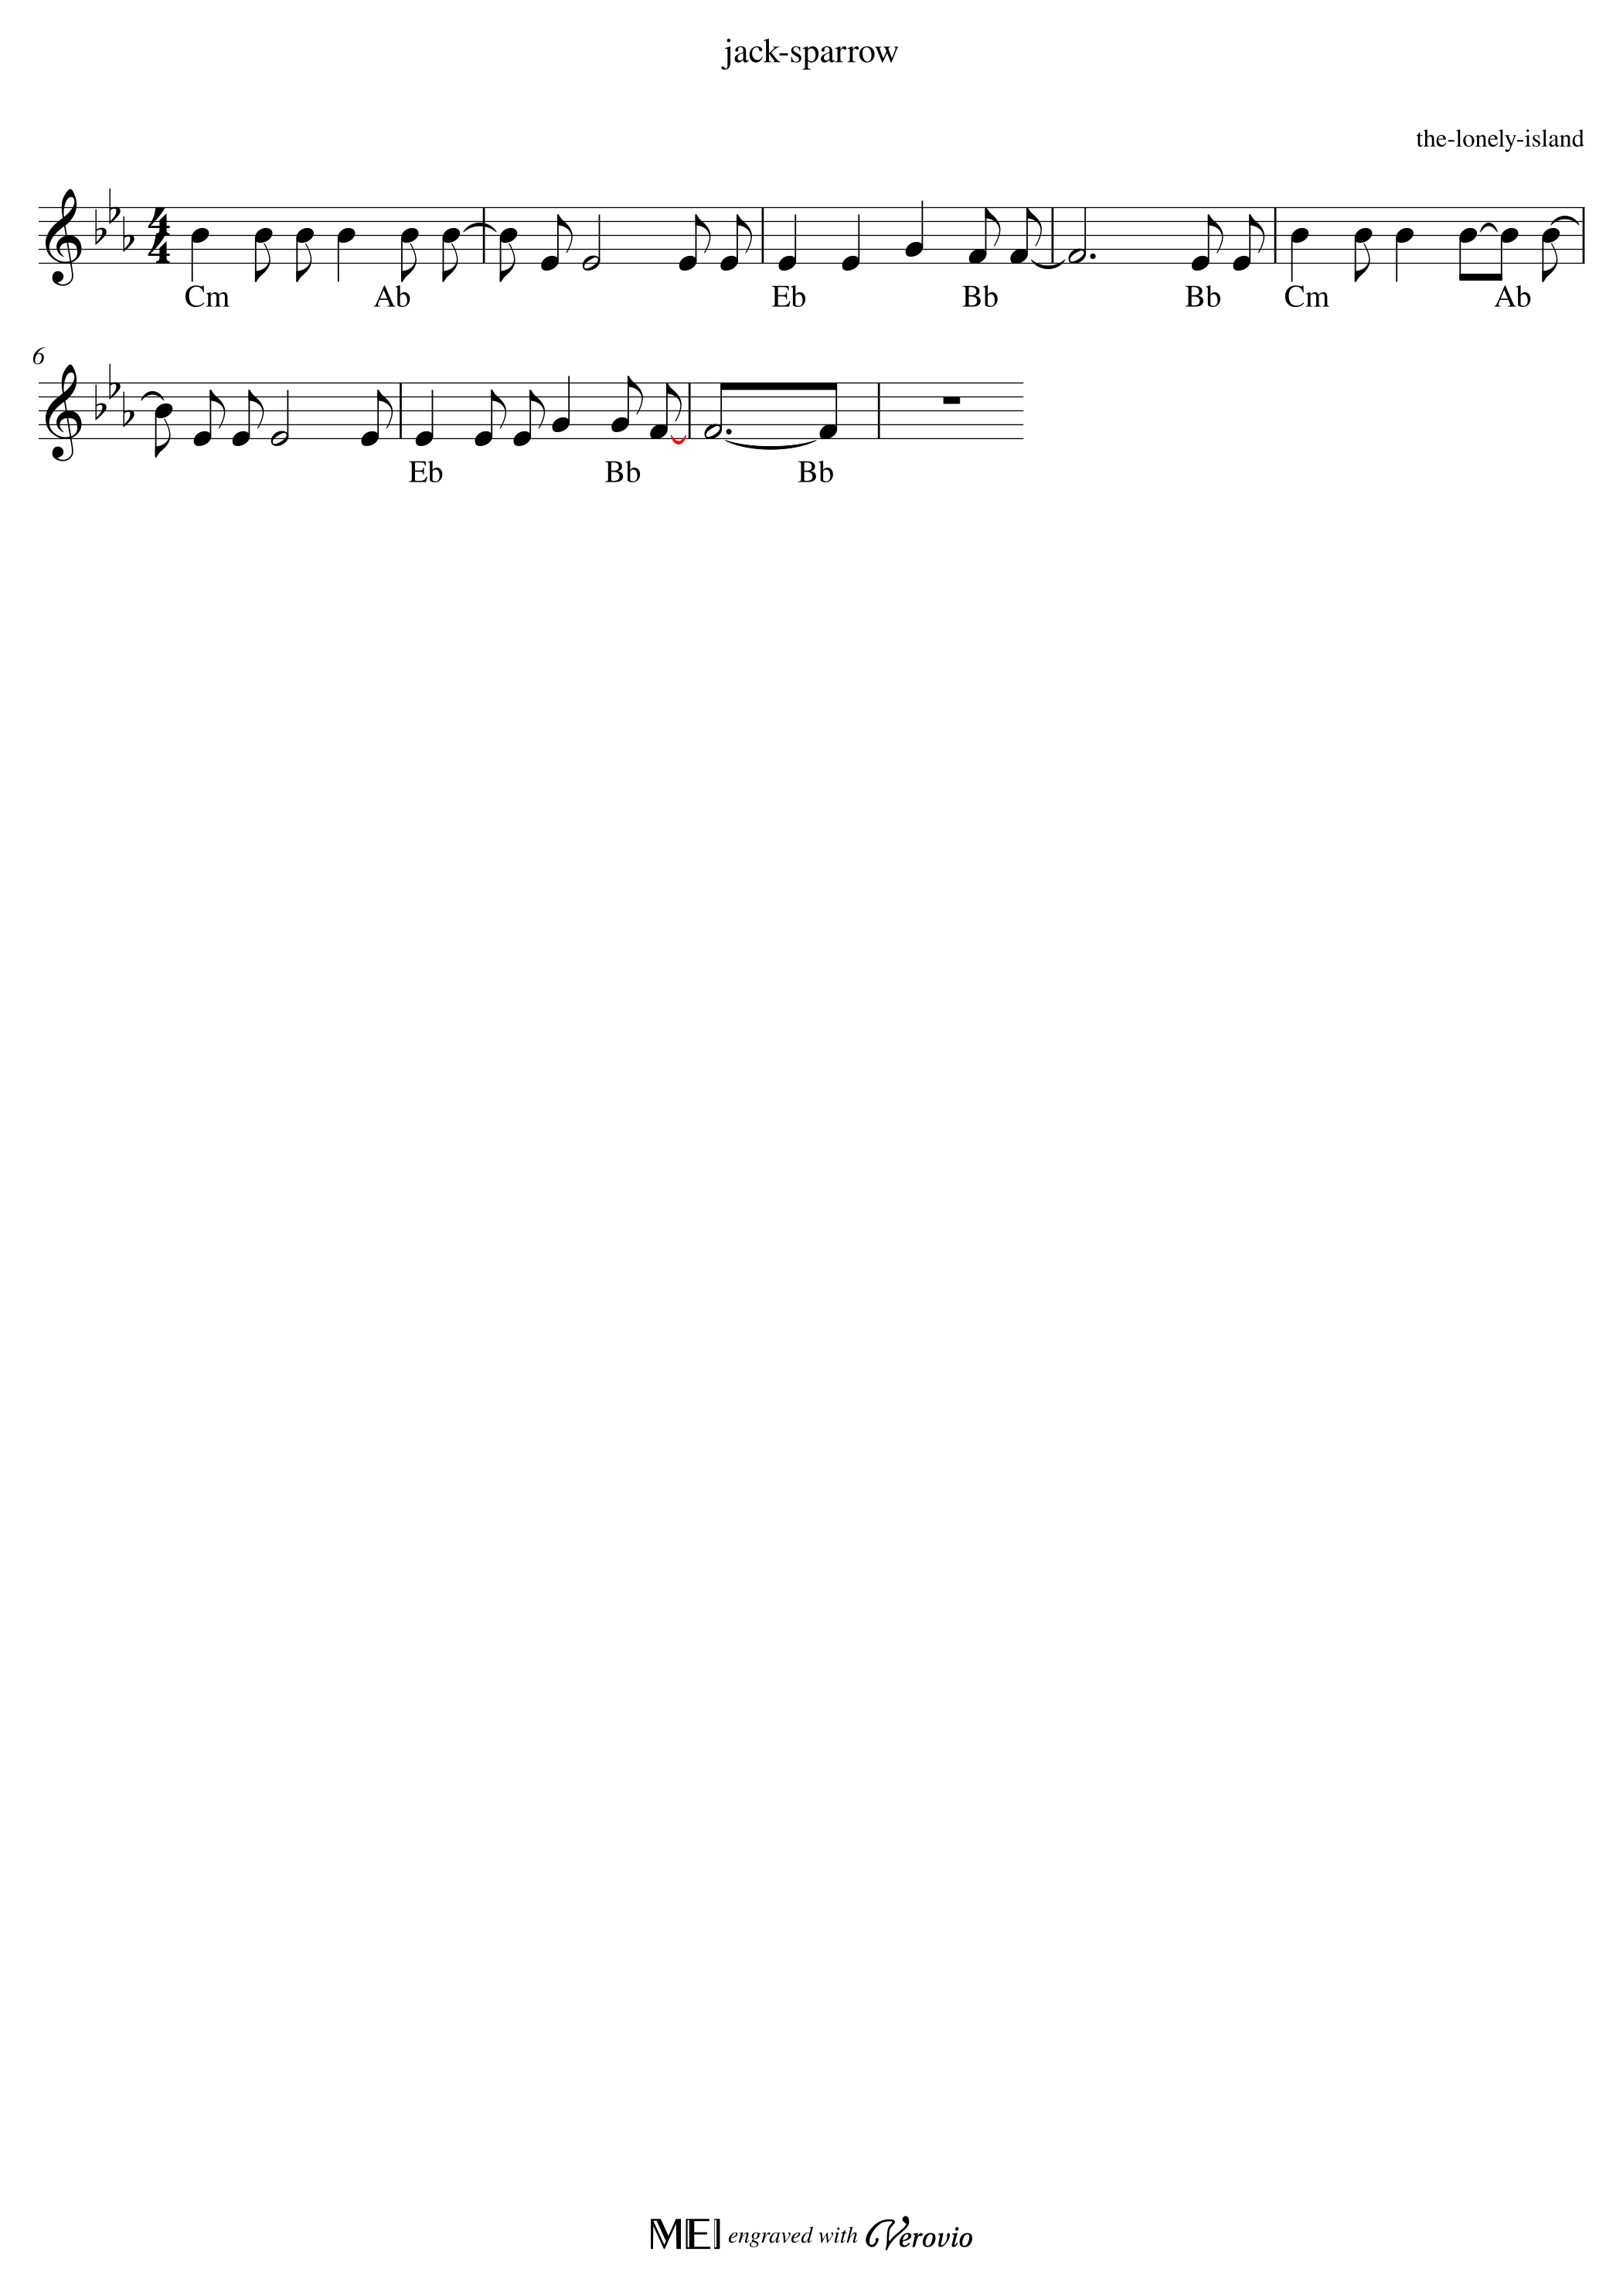 jack-sparrow
the-lonely-island
4
4
Cm Ab Eb Bb Bb Cm Ab
6
Eb Bb Bb
MEI engraved with Verovio